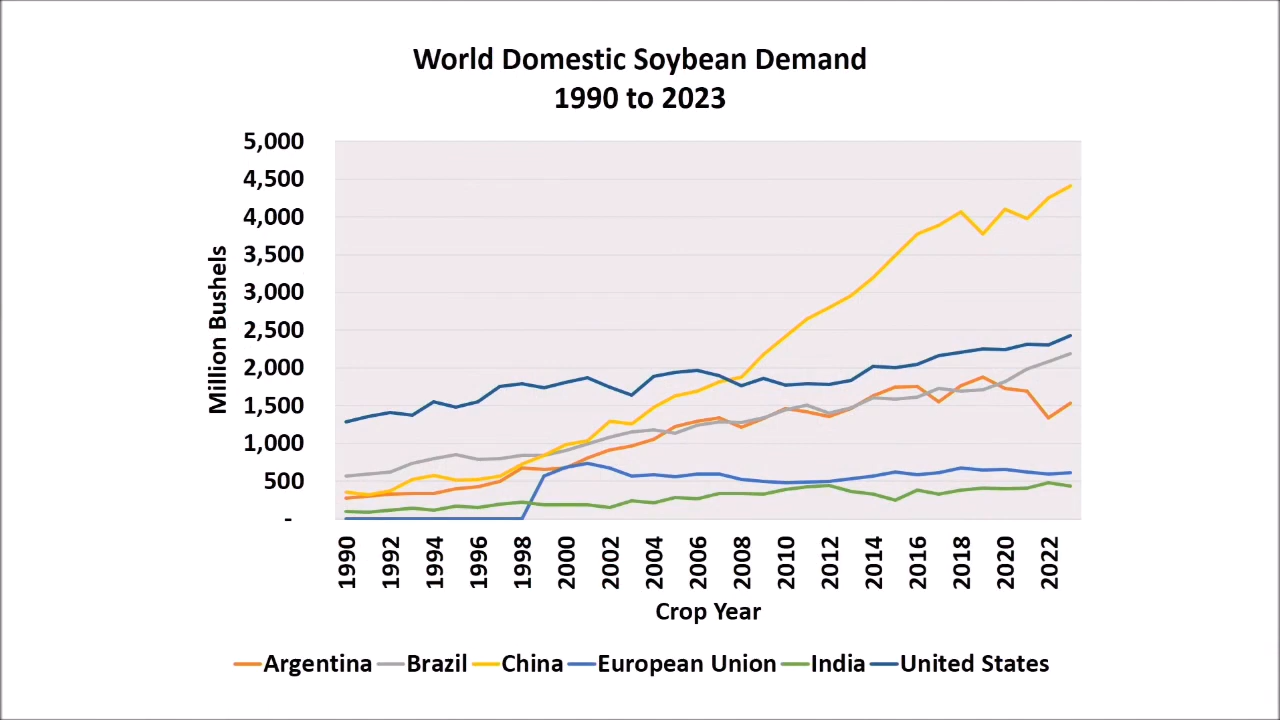 World Domestic Soybean Demand
1990 to 2023
5,000
4,500
4,000
3,500
3,000
2,500
2,000
1,500
1,000
500
-
Million Bushels
1990 1992 1994 1996 1998 2000 2002 2004 2006 2008 2010 2012 2014 2016 2018 2020 2022
Crop Year
Argentina Brazil China European Union India United States